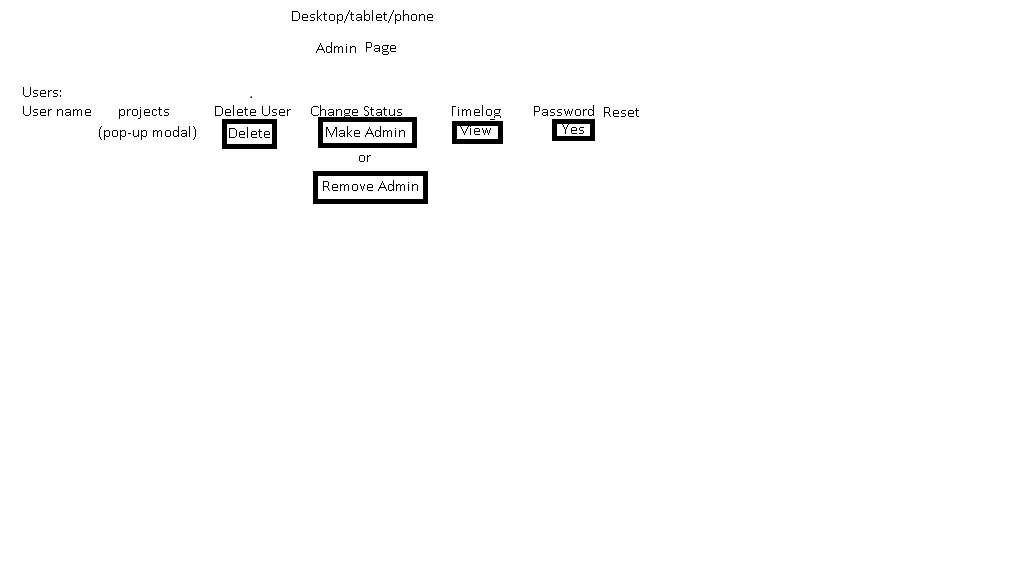 Desktop/tablet/phone
Admin Page
Users:
User name projects Delete User Change Status Timelog Password Reset
(pop-up modal) Delete Make Admin View Yes
or
Remove Admin